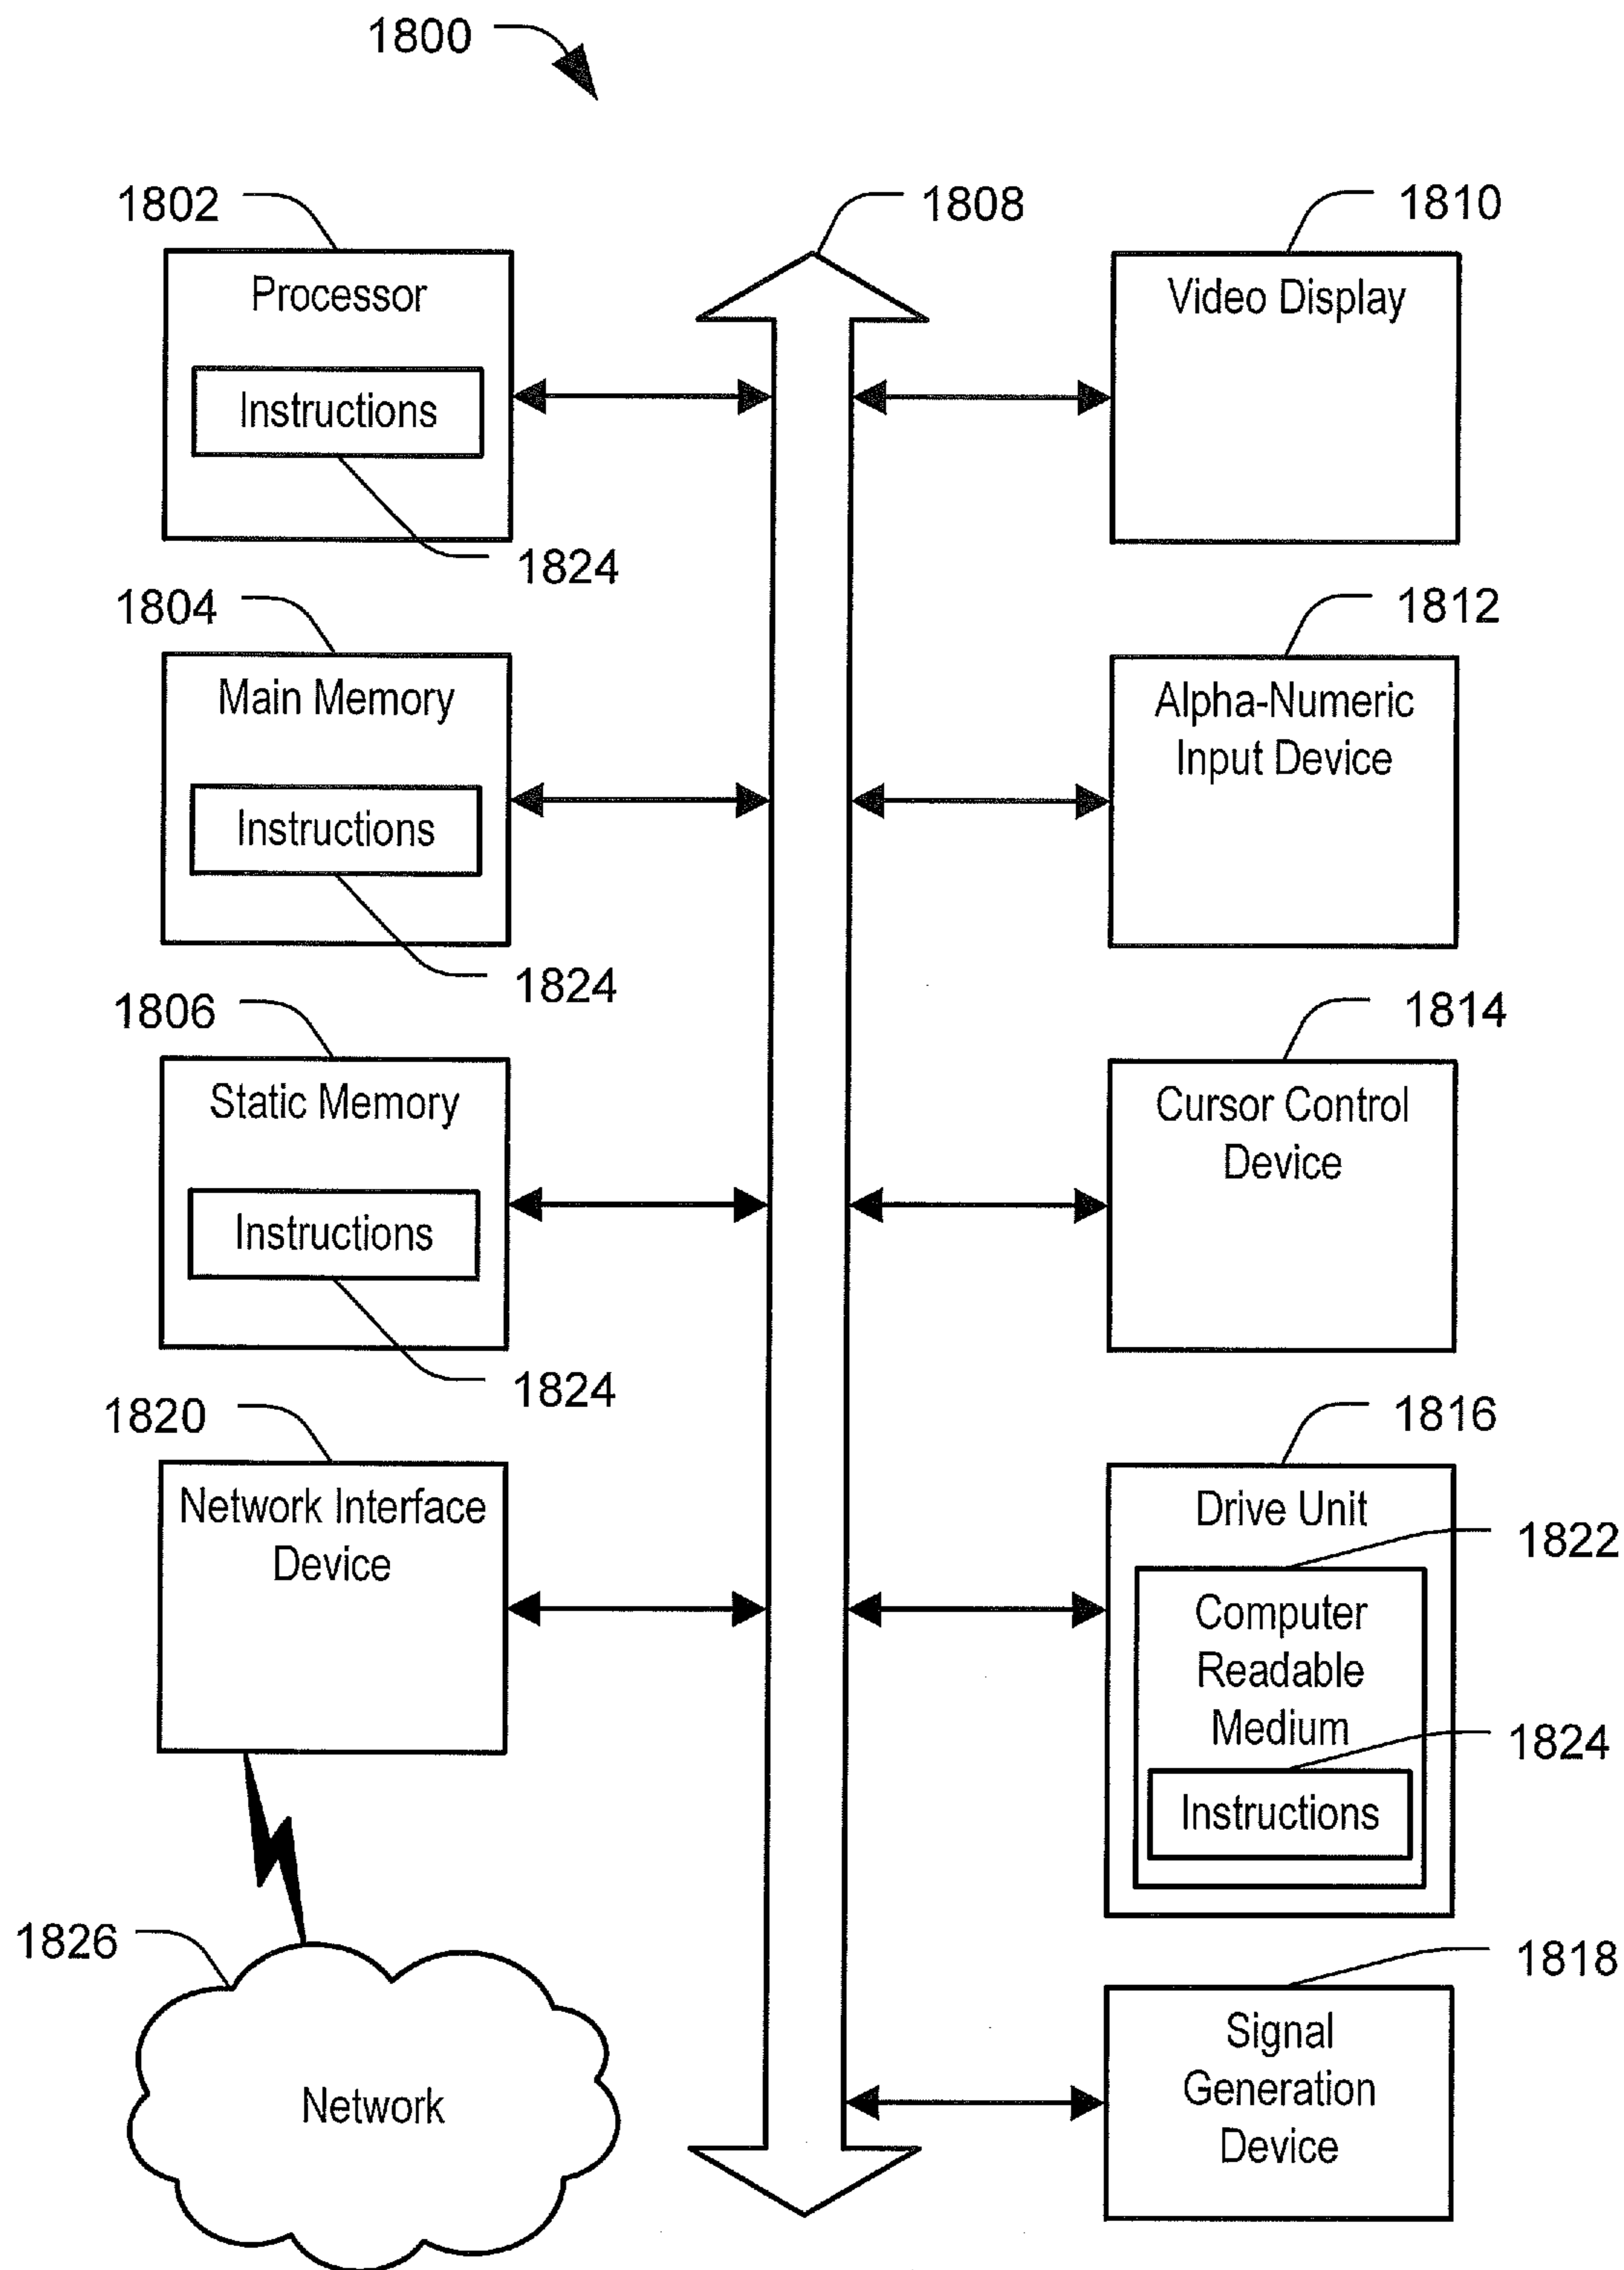 1800
1802
1808
1810
Processor
Video Display
Instructions
1824
1804
1812
Main Memory
Alpha-Numeric
Input Device
Instructions
1824
1806
1814
Static Memory
Cursor Control
Device
Instructions
1824
1820
1816
Network Interface
Device
Drive Unit
1822
Computer
Readable
Medium
1824
Instructions
1826
1818
Network
Signal
Generation
Device